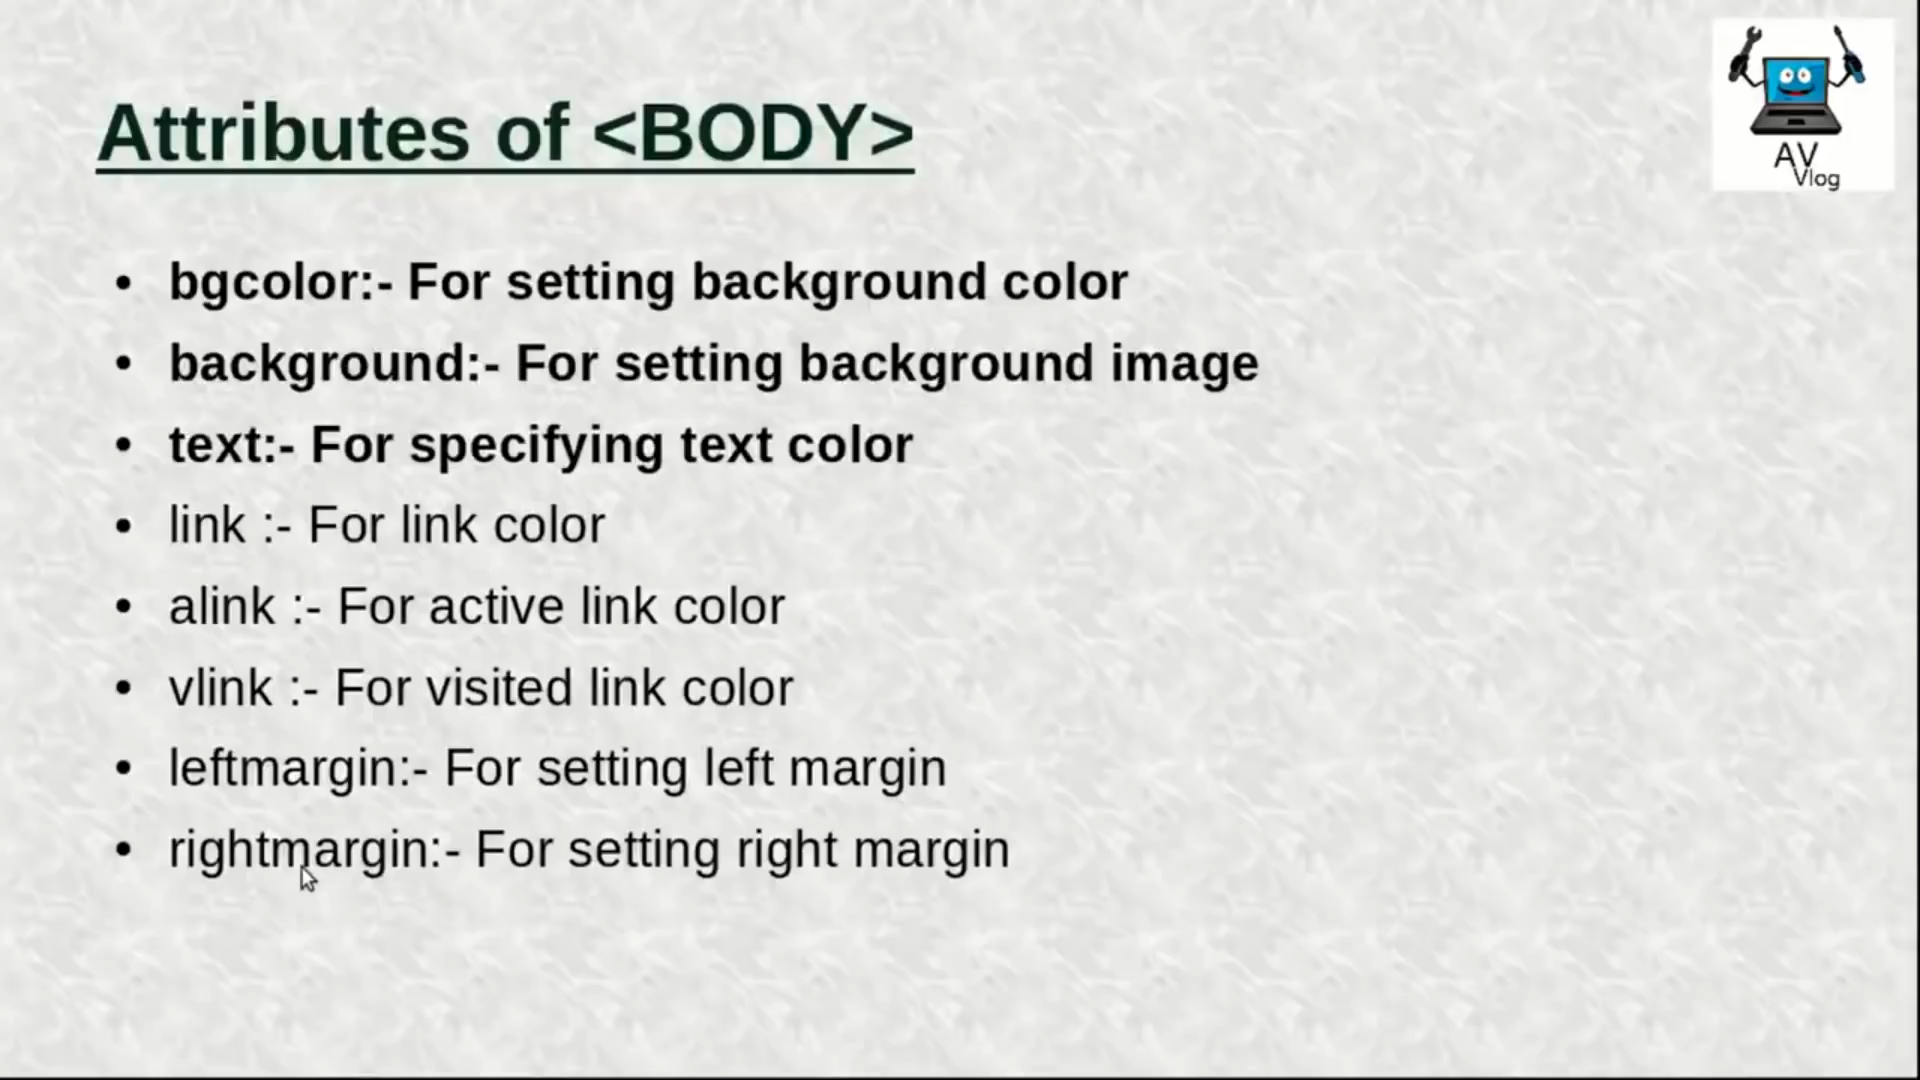 Attributes of <BODY>
AV
Vlog
• bgcolor:- For setting background color
• background:- For setting background image
• text:- For specifying text color
• link :- For link color
• alink :- For active link color
• vlink :- For visited link color
• leftmargin:- For setting left margin
• rightmargin:- For setting right margin